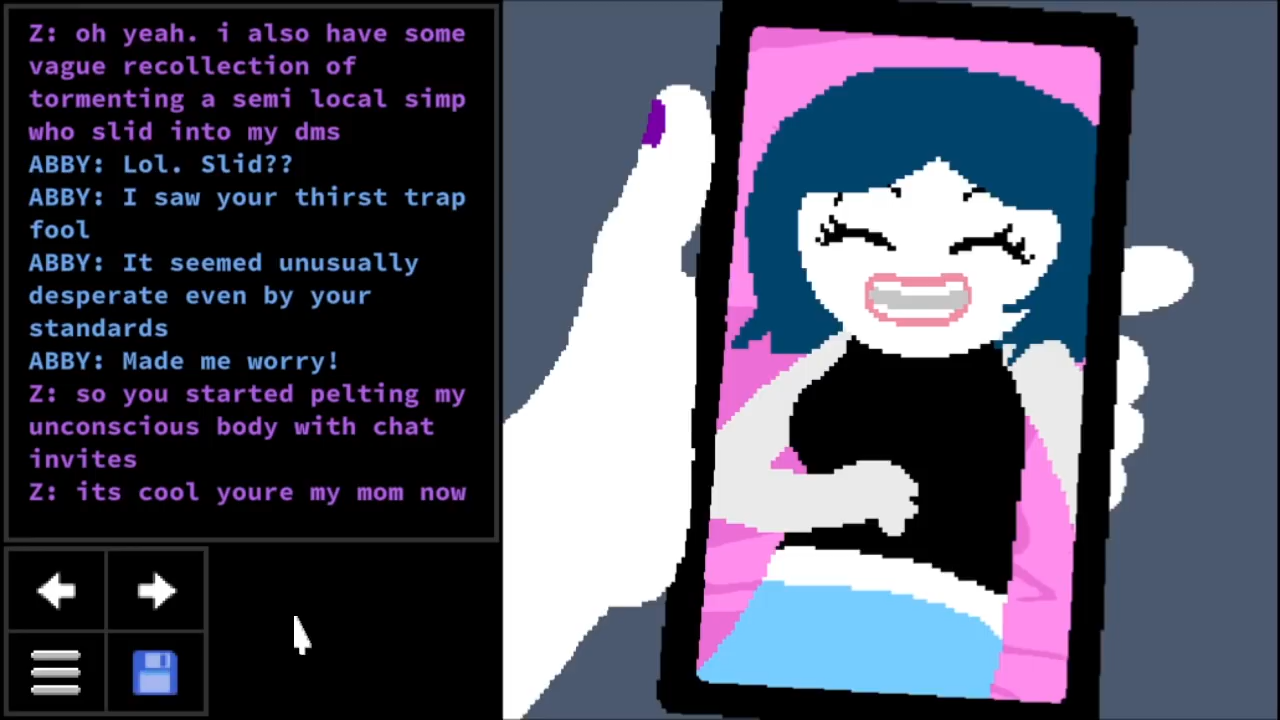 Z: oh yeah. i also have some
vague recollection of
tormenting a semi local simp
who slid into my dms
ABBY: Lol. Slid??
ABBY: I saw your thirst trap
fool
ABBY: It seemed unusually
desperate even by your
standards
ABBY: Made me worry!
Z: so you started pelting my
unconscious body with chat
invites
Z: its cool youre my mom now